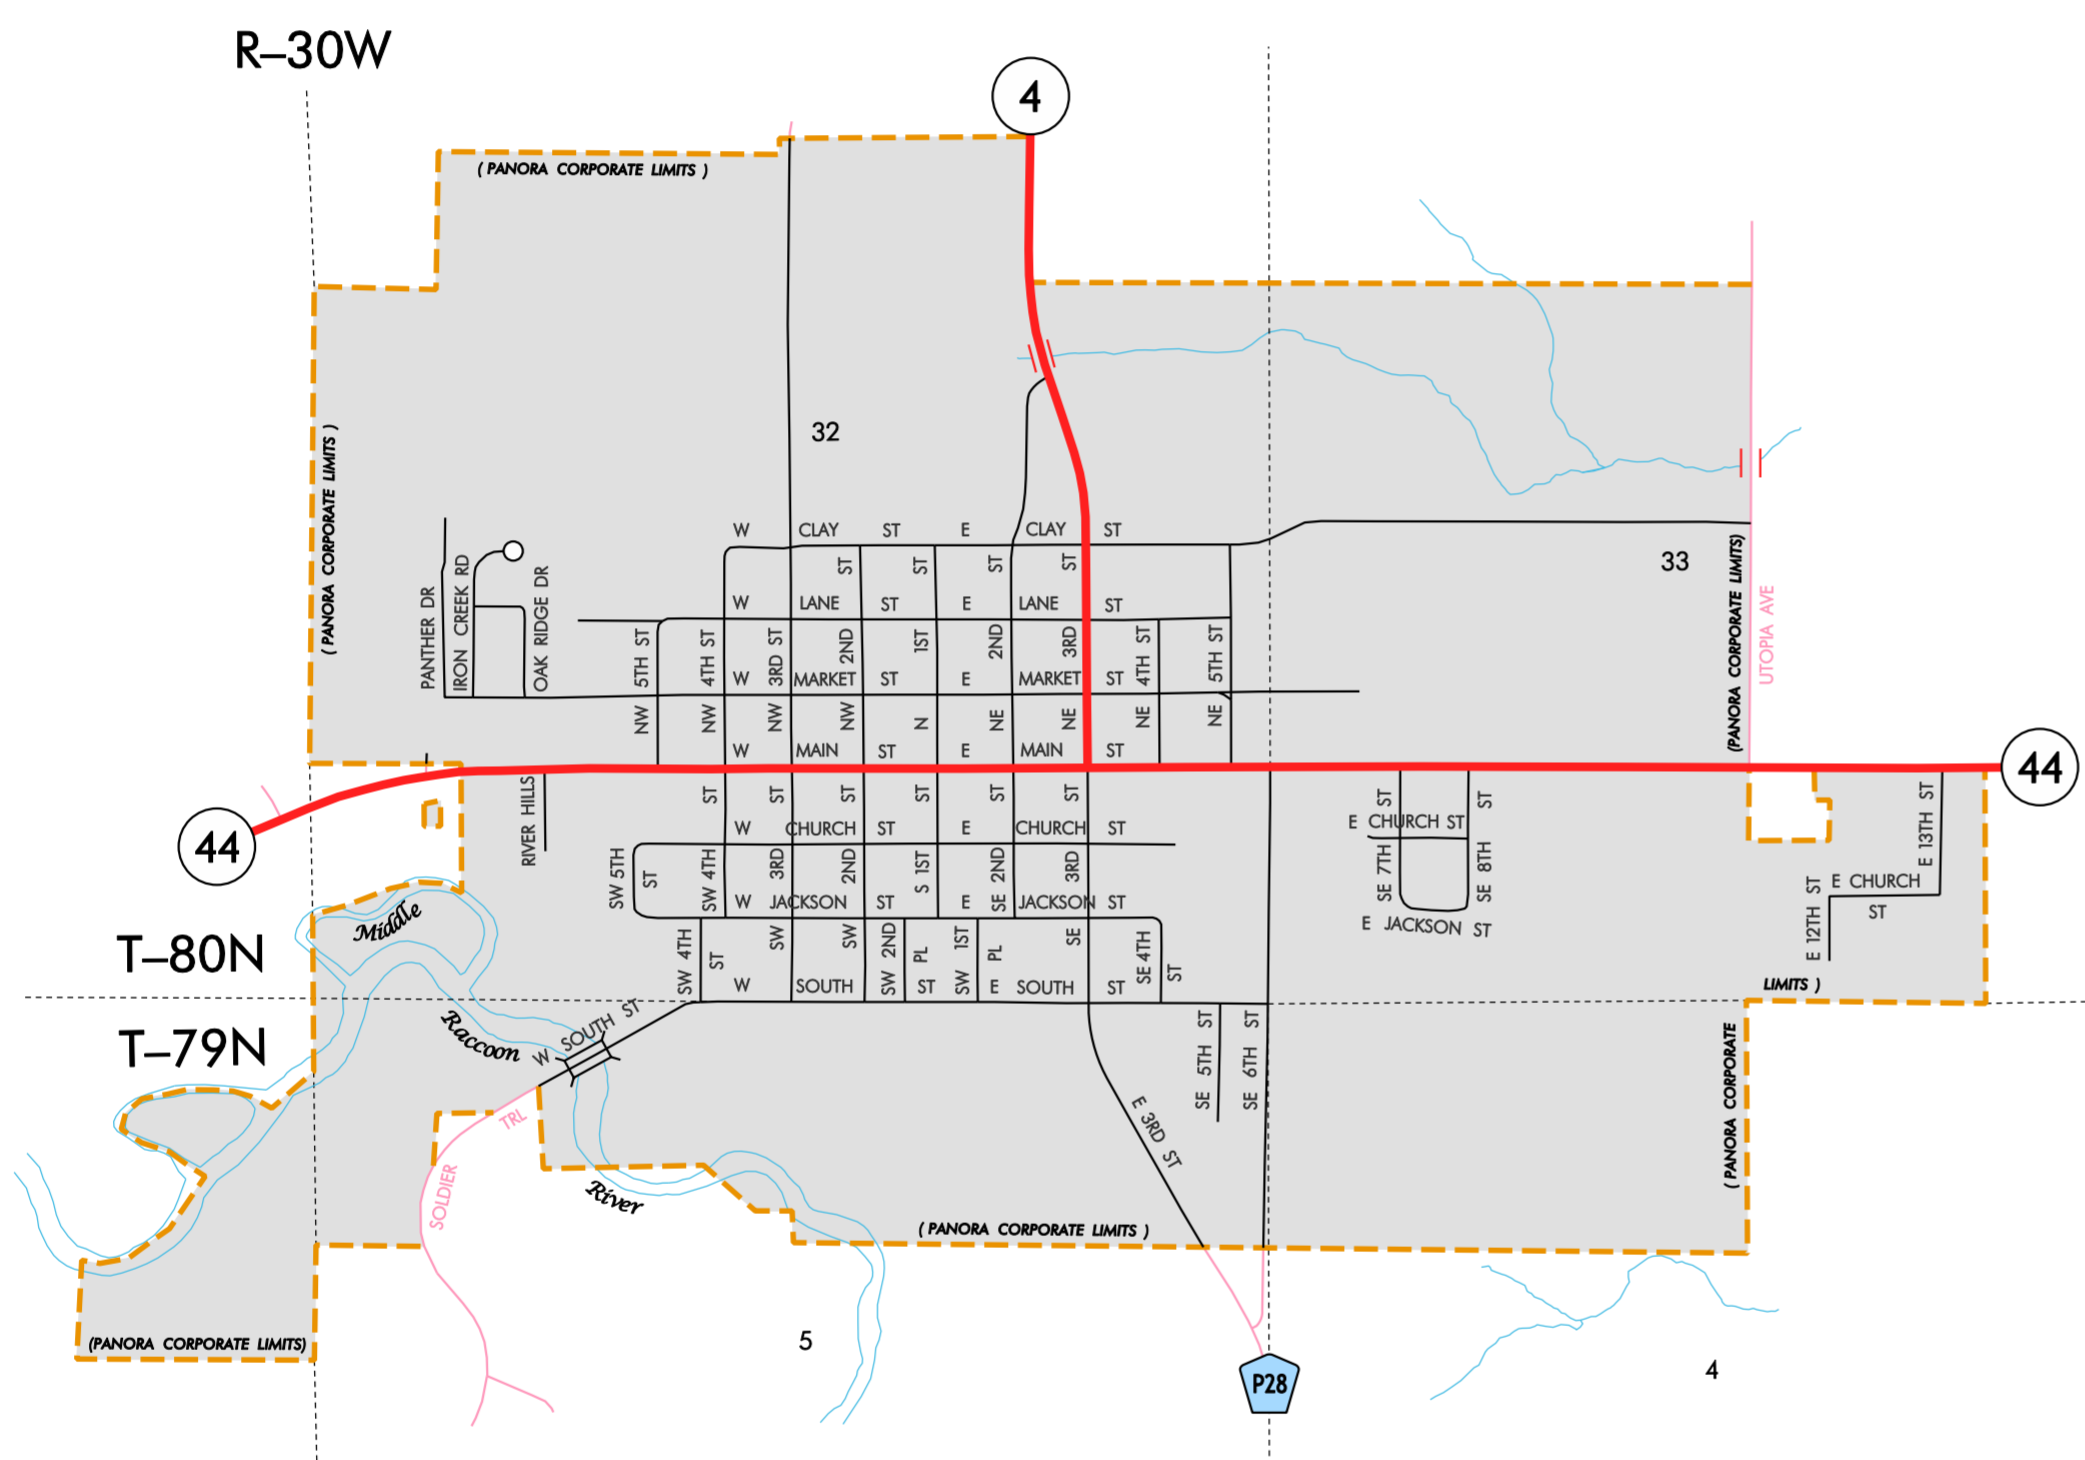 R–30W
4
( PANORA CORPORATE LIMITS )
( PANORA CORPORATE LIMITS )
32
33
W CLAY ST E CLAY ST
W LANE ST E LANE ST
W MARKET ST E MARKET ST
W MAIN ST E MAIN ST
PANTHER DR
IRON CREEK RD
OAK RIDGE DR
NW 5TH ST
NW 4TH ST
NW 3RD ST
NW 2ND ST
N 1ST ST
NE 2ND ST
NE 3RD ST
NE 4TH ST
NE 5TH ST
(PANORA CORPORATE LIMITS)
UTOPIA AVE
44
44
RIVER HILLS
W CHURCH ST E CHURCH ST
W JACKSON ST E JACKSON ST
W SOUTH ST E SOUTH ST
SW 5TH ST
SW 4TH ST
SW 3RD ST
SW 2ND ST
S 1ST ST
SE 2ND ST
SE 3RD ST
SW 4TH ST
SW 2ND PL
SW 1ST PL
SE 4TH ST
E CHURCH ST
SE 7TH ST
SE 8TH ST
E JACKSON ST
E 13TH ST
E CHURCH ST
E 12TH ST
LIMITS )
( PANORA CORPORATE
T–80N
T–79N
Middle
Raccoon
River
W SOUTH ST
SOLDIER TRL
SE 5TH ST
SE 6TH ST
E 3RD ST
( PANORA CORPORATE LIMITS )
(PANORA CORPORATE LIMITS)
5
4
P28